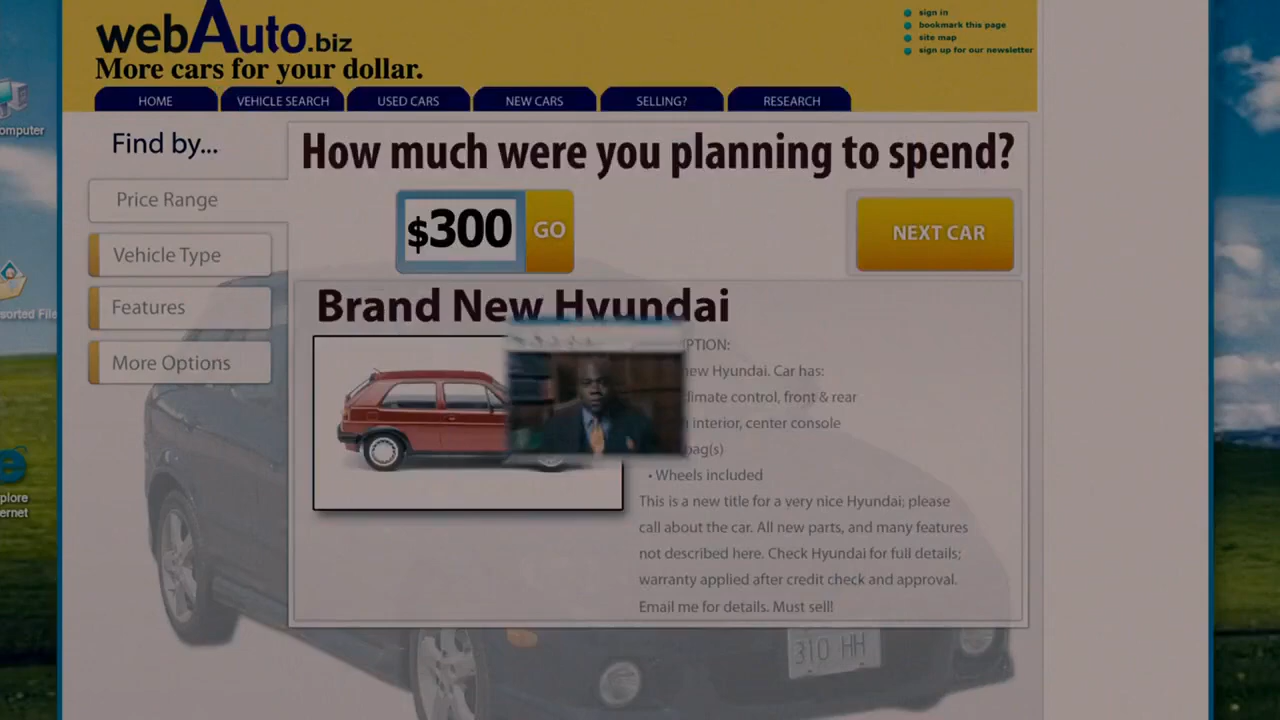 webAuto.biz
More cars for your dollar.
sign in
bookmark this page
site map
sign up for our newsletter
HOME
VEHICLE SEARCH
USED CARS
NEW CARS
SELLING?
RESEARCH
Find by...
Price Range
Vehicle Type
Features
More Options
How much were you planning to spend?
$300
GO
NEXT CAR
Brand New Hyundai
new Hyundai. Car has:
climate control, front & rear
interior, center console
• Wheels included
This is a new title for a very nice Hyundai; please
call about the car. All new parts, and many features
not described here. Check Hyundai for full details;
warranty applied after credit check and approval.
Email me for details. Must sell!
310 HH